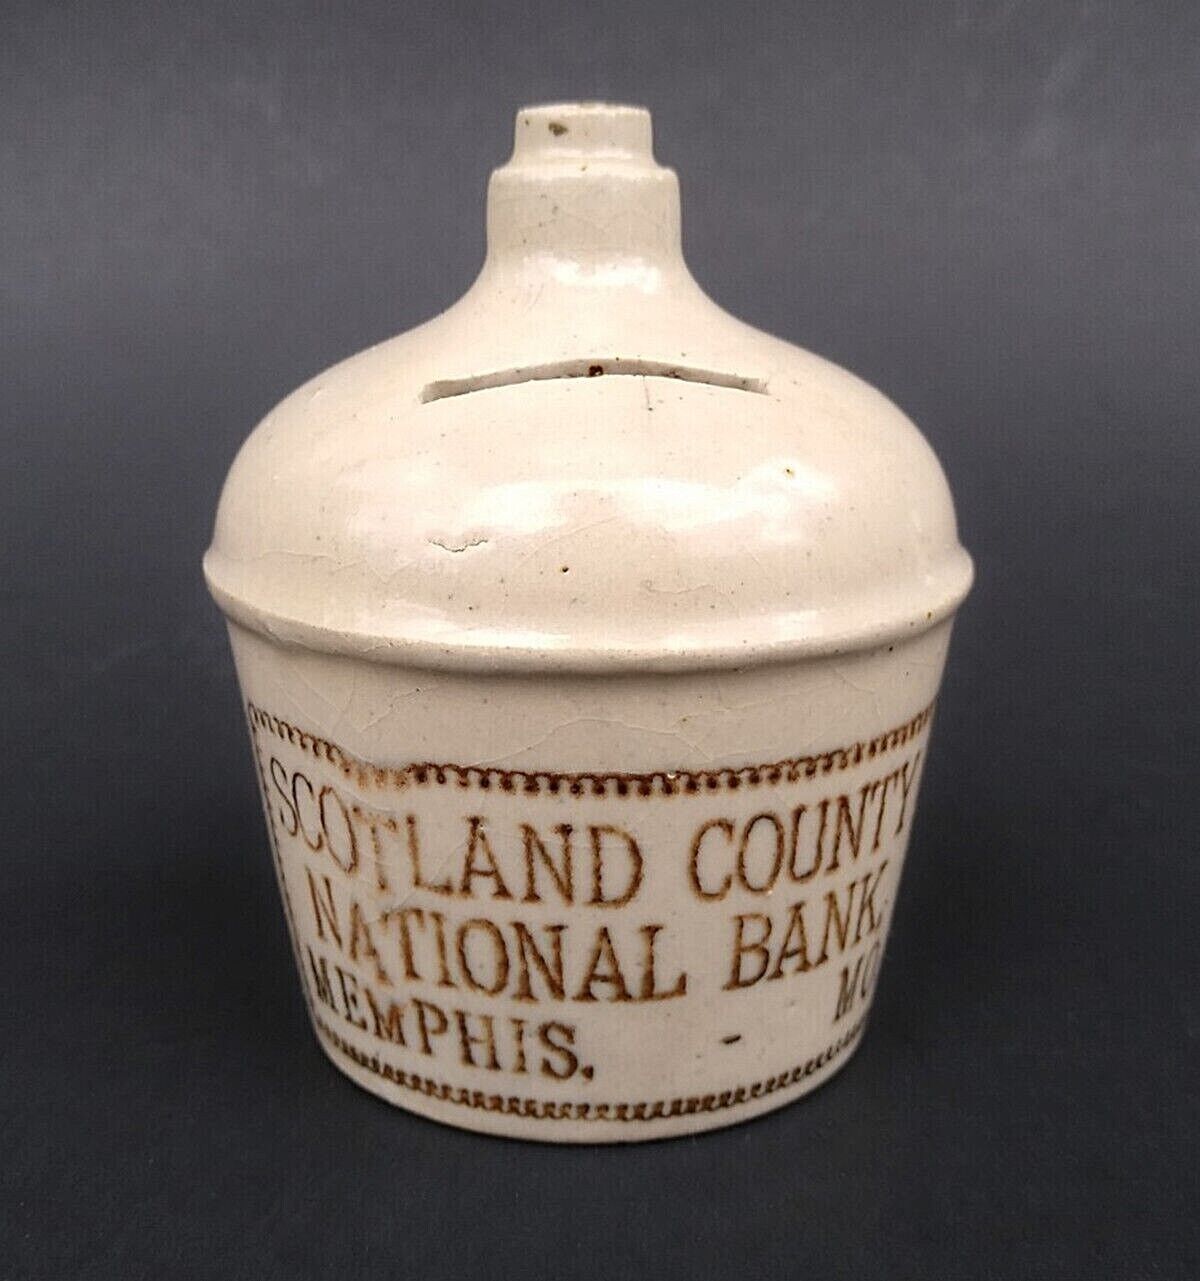 SCOTLAND COUNTY
NATIONAL BANK.
MEMPHIS. - MO